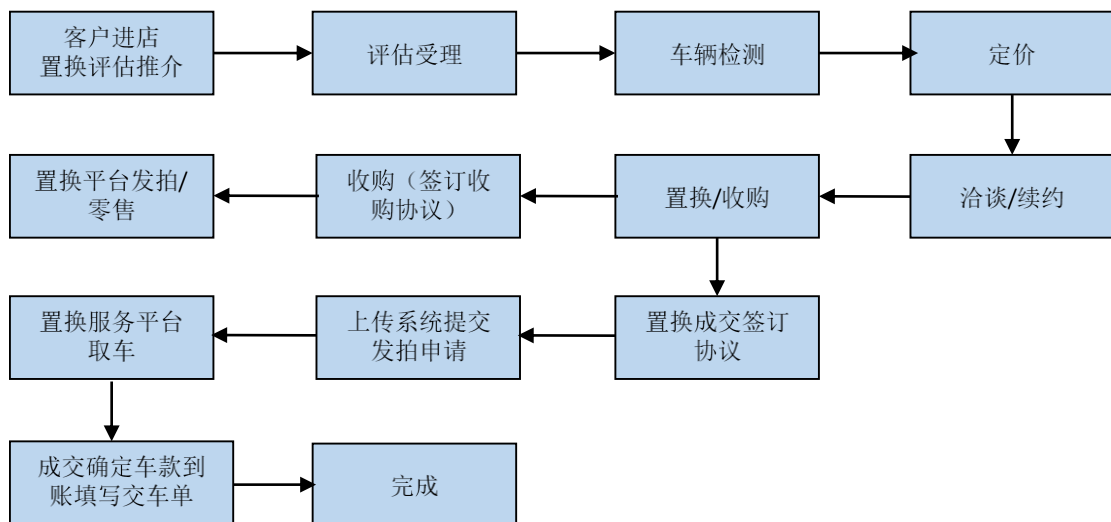 客户进店
置换评估推介
评估受理
车辆检测
定价
置换平台发拍/
零售
收购（签订收
购协议）
置换/收购
洽谈/续约
置换服务平台
取车
上传系统提交
发拍申请
置换成交签订
协议
成交确定车款到
账填写交车单
完成